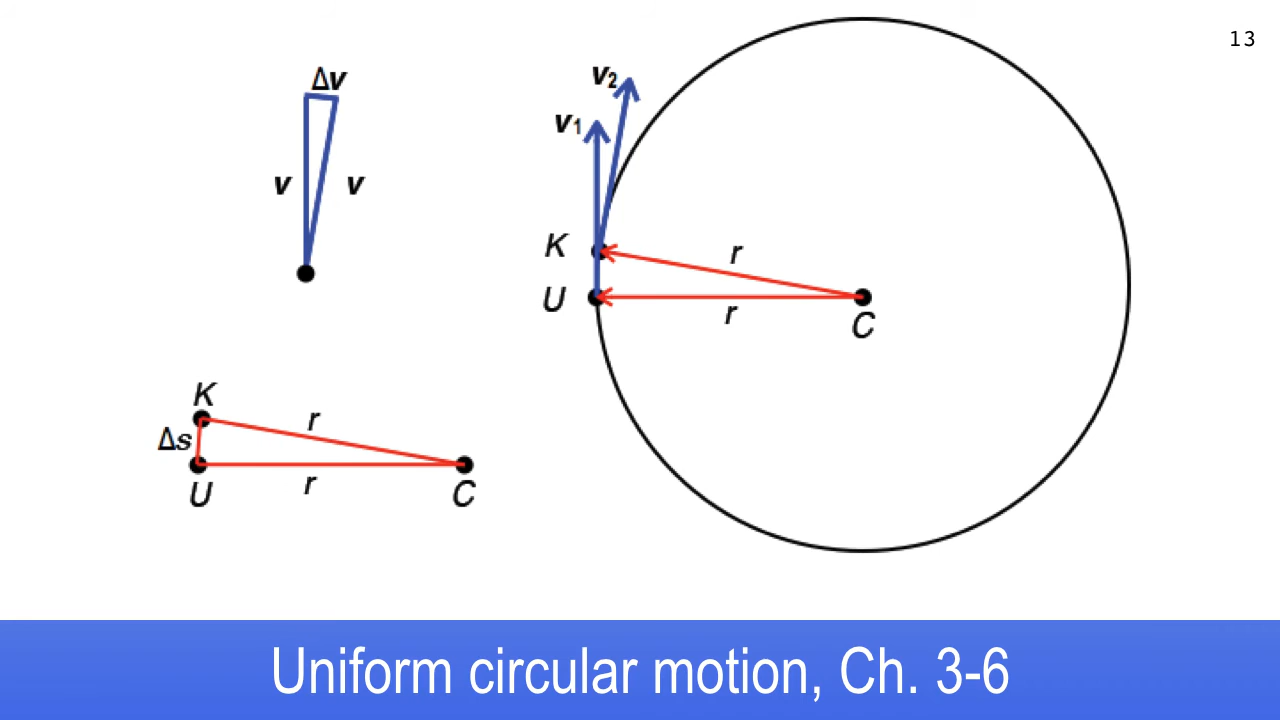 13
Δv
v v
v₂
v₁
K
U
r
r
C
K
Δs
r
U
r
C
Uniform circular motion, Ch. 3-6